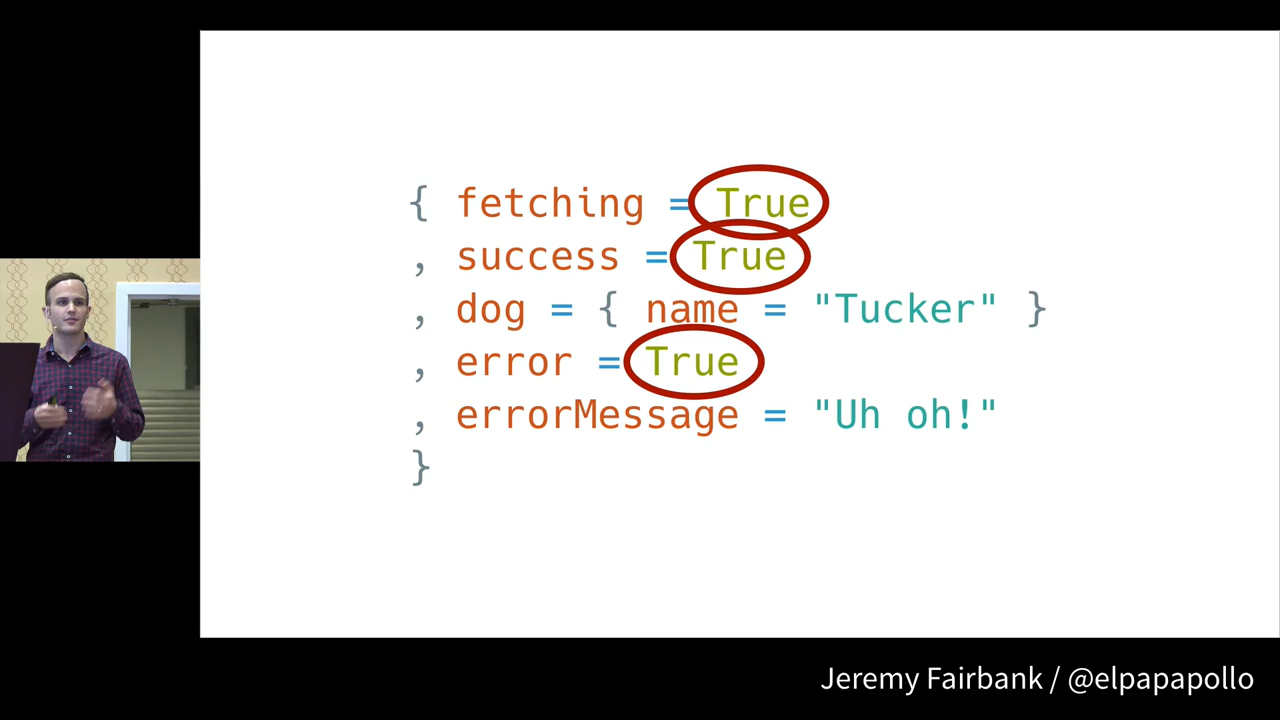 { fetching = True
, success = True
, dog = { name = "Tucker" }
, error = True
, errorMessage = "Uh oh!"
}
Jeremy Fairbank / @elpapapollo